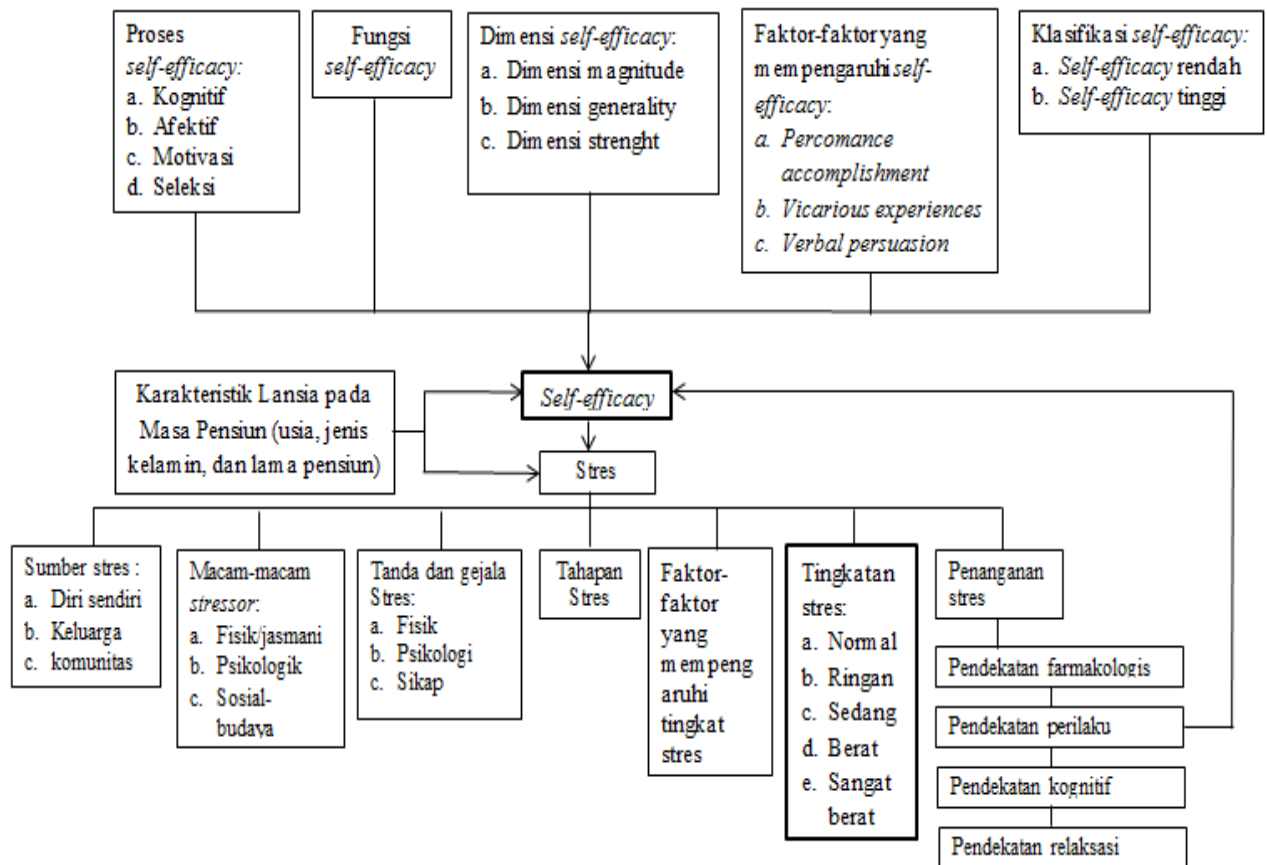 Proses
self-efficacy:
a. Kognitif
b. Afektif
c. Motivasi
d. Seleksi
Fungsi
self-efficacy
Dimensi self-efficacy:
a. Dimensi magnitude
b. Dimensi generality
c. Dimensi strenght
Faktor-faktor yang
mempengaruhi self-
efficacy:
a. Percomance
accomplishment
b. Vicarious experiences
c. Verbal persuasion
Klasifikasi self-efficacy:
a. Self-efficacy rendah
b. Self-efficacy tinggi
Karakteristik Lansia pada
Masa Pensiun (usia, jenis
kelamin, dan lama pensiun)
Self-efficacy
Stres
Sumber stres :
a. Diri sendiri
b. Keluarga
c. komunitas
Macam-macam
stressor:
a. Fisik/jasmani
b. Psikologik
c. Sosial-
budaya
Tanda dan gejala
Stres:
a. Fisik
b. Psikologi
c. Sikap
Tahapan
Stres
Faktor-
faktor
yang
mempeng
aruhi
tingkat
stres
Tingkatan
stres:
a. Normal
b. Ringan
c. Sedang
d. Berat
e. Sangat
berat
Penanganan
stres
Pendekatan farmakologis
Pendekatan perilaku
Pendekatan kognitif
Pendekatan relaksasi